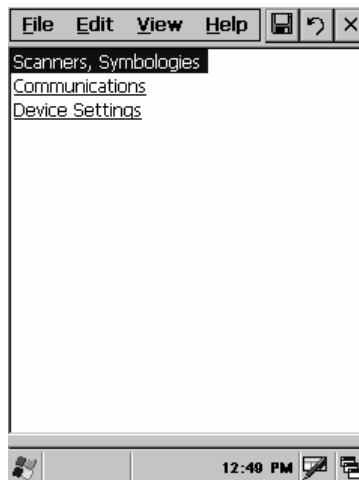 File Edit View Help
Scanners, Symbologies
Communications
Device Settings
12:49 PM